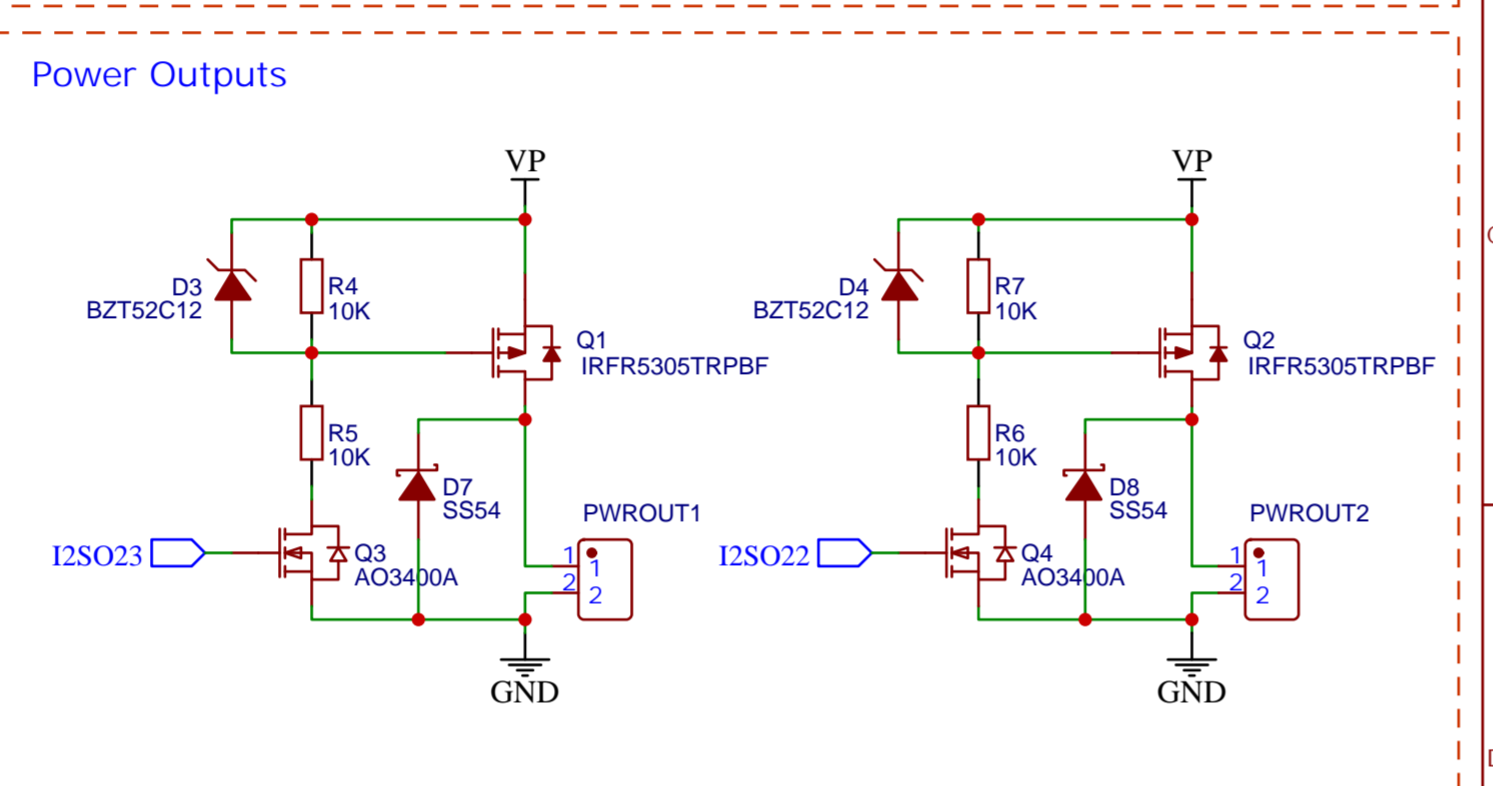 Power Outputs
VP
D3
BZT52C12
R4
10K
Q1
IRFR5305TRPBF
R5
10K
D7
SS54
PWROUT1
I2SO23
Q3
AO3400A
1
1
2
2
GND
VP
D4
BZT52C12
R7
10K
Q2
IRFR5305TRPBF
R6
10K
D8
SS54
PWROUT2
I2SO22
Q4
AO3400A
1
1
2
2
GND